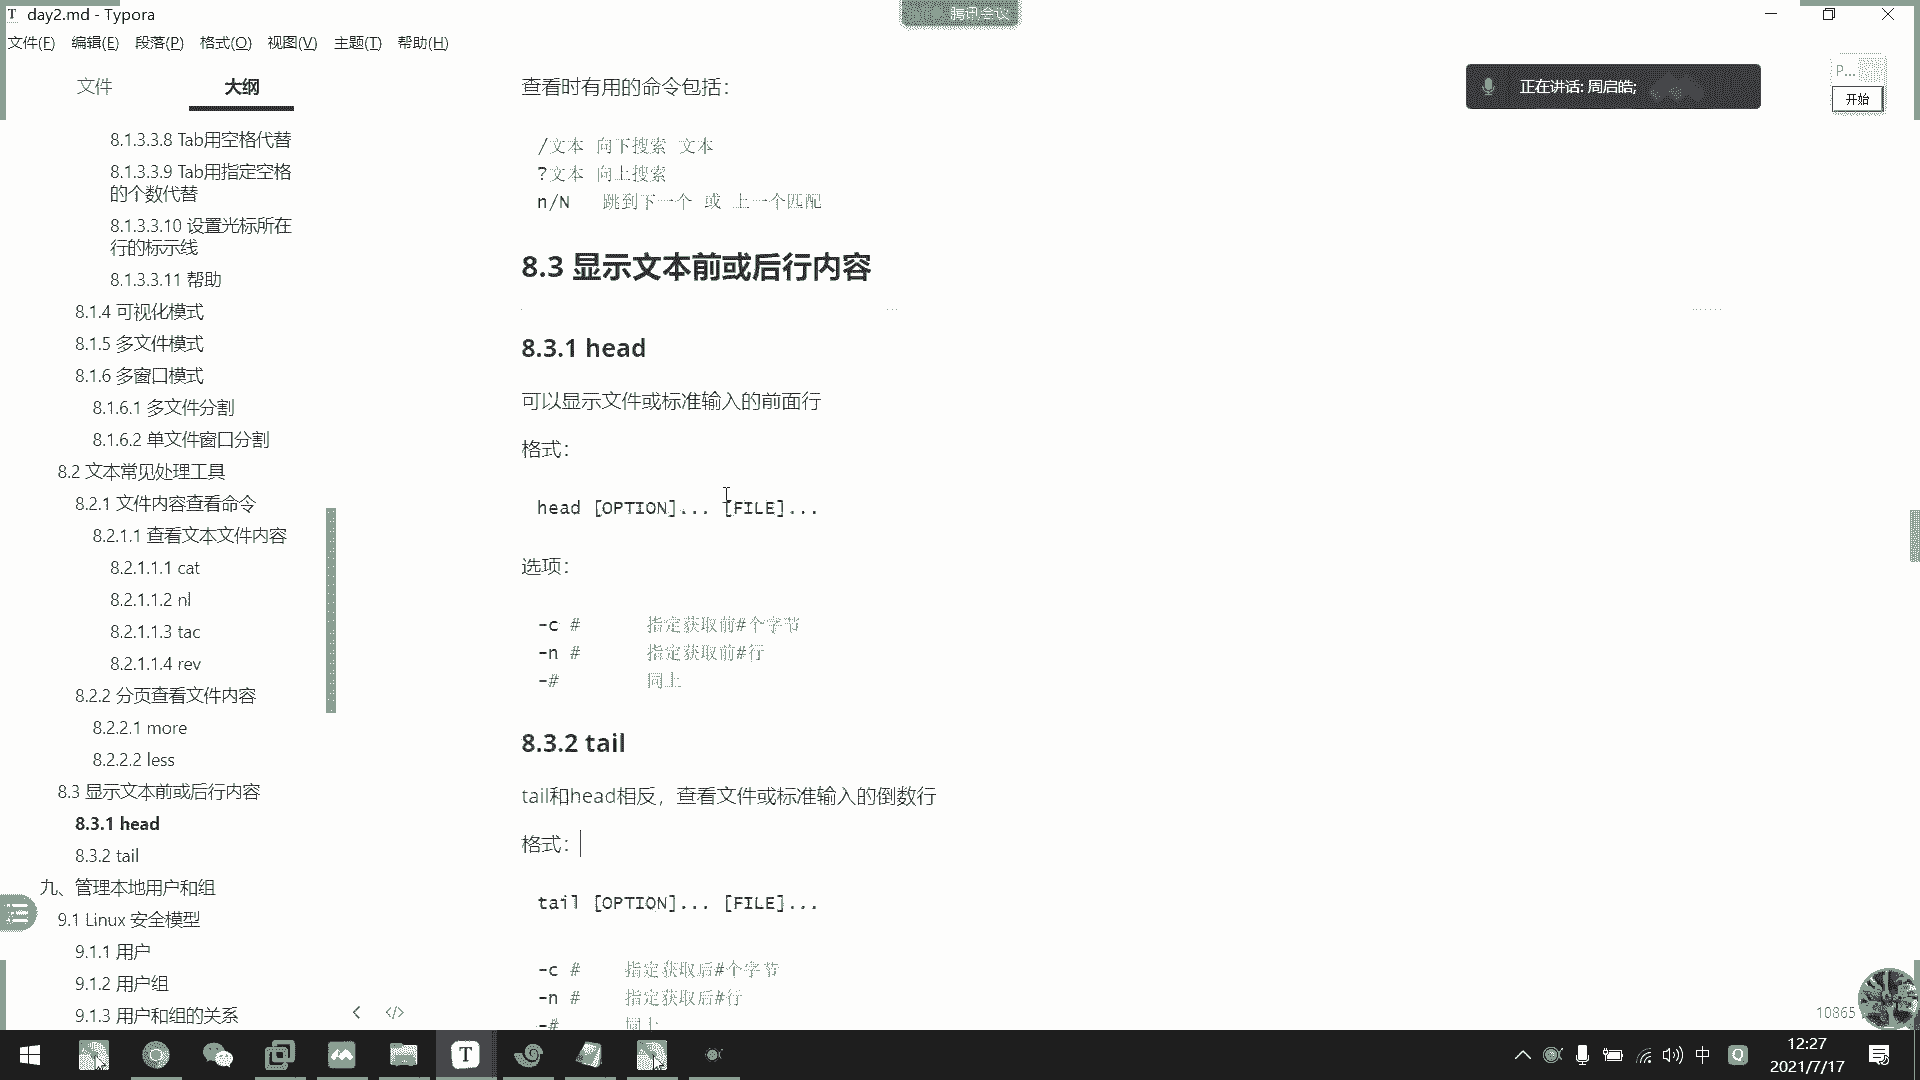 T day2.md - Typora
腾讯会议
文件(F) 编辑(E) 段落(P) 格式(O) 视图(V) 主题(T) 帮助(H)
文件 大纲
8.1.3.3.8 Tab用空格代替
8.1.3.3.9 Tab用指定空格
的个数代替
8.1.3.3.10 设置光标所在
行的标示线
8.1.3.3.11 帮助
8.1.4 可视化模式
8.1.5 多文件模式
8.1.6 多窗口模式
8.1.6.1 多文件分割
8.1.6.2 单文件窗口分割
8.2 文本常见处理工具
8.2.1 文件内容查看命令
8.2.1.1 查看文本文件内容
8.2.1.1.1 cat
8.2.1.1.2 nl
8.2.1.1.3 tac
8.2.1.1.4 rev
8.2.2 分页查看文件内容
8.2.2.1 more
8.2.2.2 less
8.3 显示文本前或后行内容
8.3.1 head
8.3.2 tail
九、管理本地用户和组
9.1 Linux 安全模型
9.1.1 用户
9.1.2 用户组
9.1.3 用户和组的关系
查看时有用的命令包括：
/文本 向下搜索 文本
?文本 向上搜索
n/N 跳到下一个 或 上一个匹配
8.3 显示文本前或后行内容
8.3.1 head
可以显示文件或标准输入的前面行
格式：
head [OPTION]... [FILE]...
选项：
-c # 指定获取前#个字节
-n # 指定获取前#行
-# 同上
8.3.2 tail
tail和head相反，查看文件或标准输入的倒数行
格式：
tail [OPTION]... [FILE]...
-c # 指定获取后#个字节
-n # 指定获取后#行
-# 同上
正在讲话: 周启皓;
P...
开始
10865
中
12:27
2021/7/17